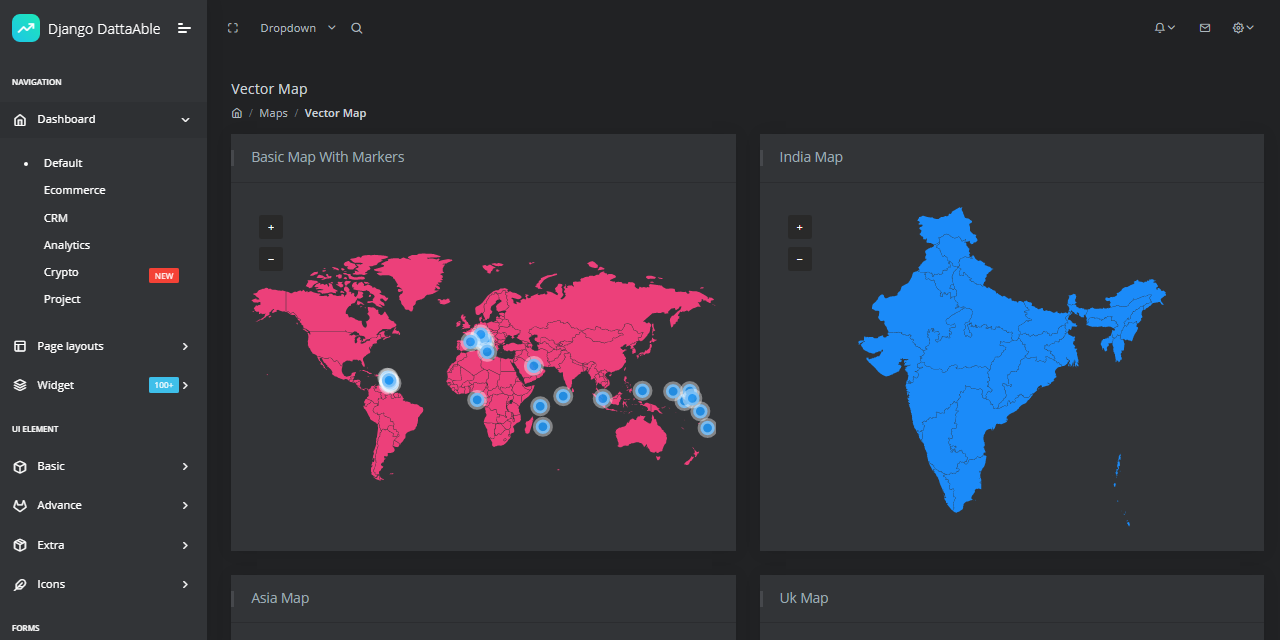 Django DattaAble
Dropdown
NAVIGATION
Dashboard
Default
Ecommerce
CRM
Analytics
Crypto NEW
Project
Page layouts
Widget 100+
UI ELEMENT
Basic
Advance
Extra
Icons
FORMS
Vector Map
/ Maps / Vector Map
Basic Map With Markers
+
−
India Map
+
−
Asia Map
Uk Map